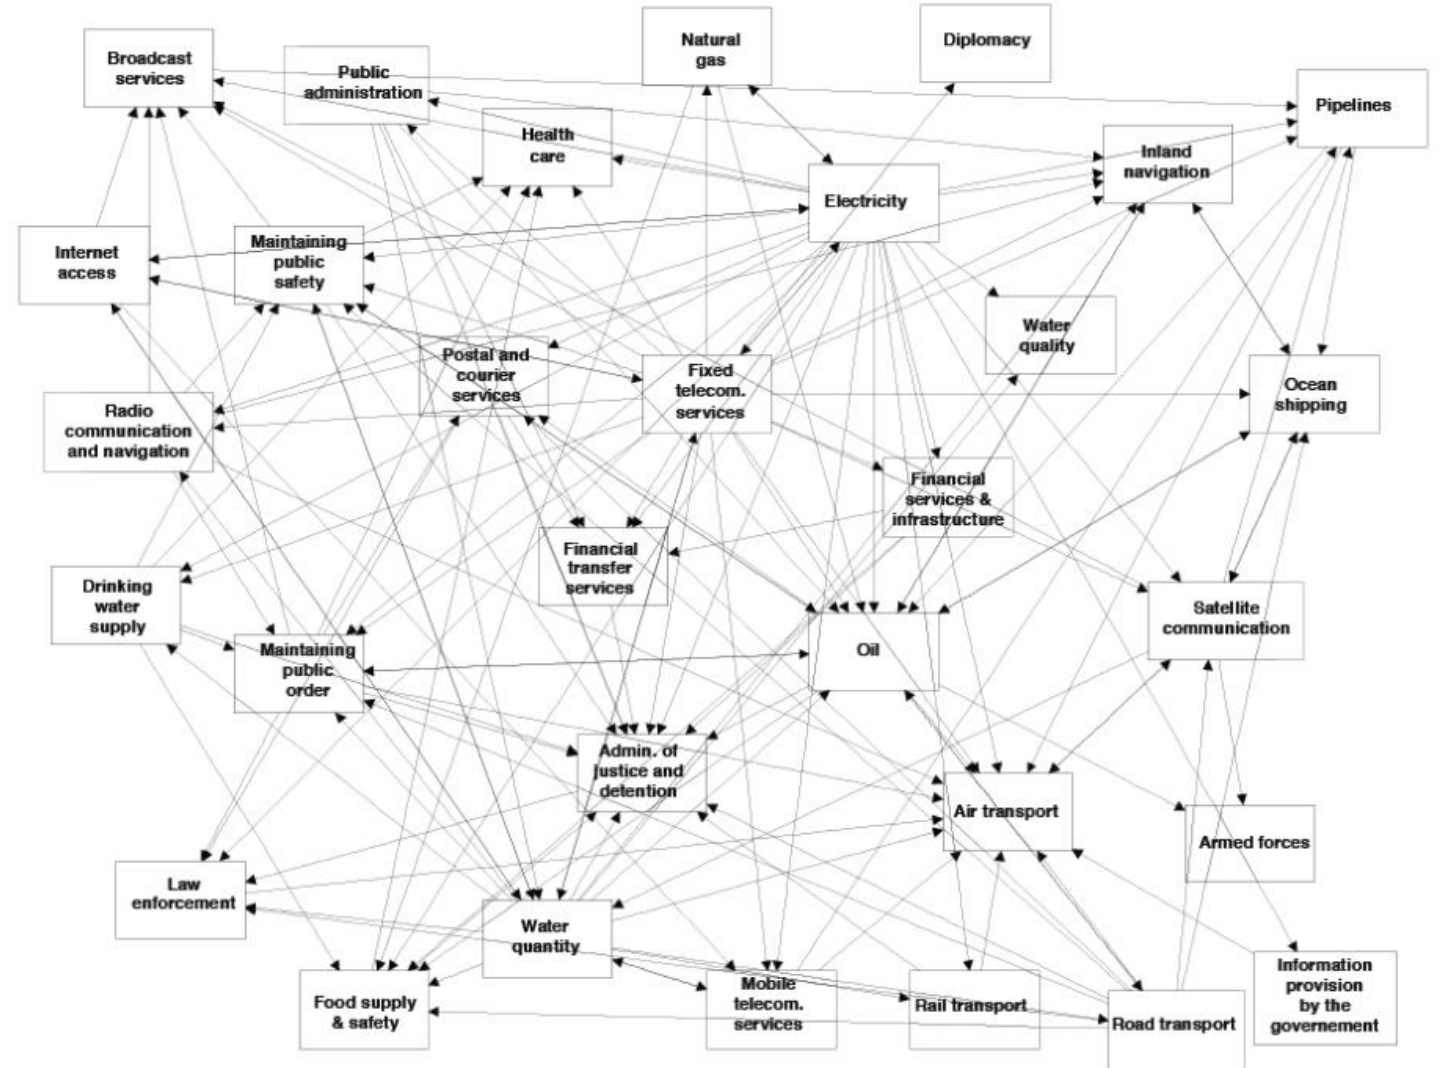 Broadcast
services
Public
administration
Natural
gas
Diplomacy
Pipelines
Health
care
Inland
navigation
Electricity
Internet
access
Maintaining
public
safety
Water
quality
Postal and
courier
services
Fixed
telecom.
services
Ocean
shipping
Radio
communication
and navigation
Financial
services &
infrastructure
Financial
transfer
services
Drinking
water
supply
Satellite
communication
Maintaining
public
order
Oil
Admin. of
justice and
detention
Air transport
Armed forces
Law
enforcement
Water
quantity
Food supply
& safety
Mobile
telecom.
services
Rail transport
Road transport
Information
provision
by the
governement